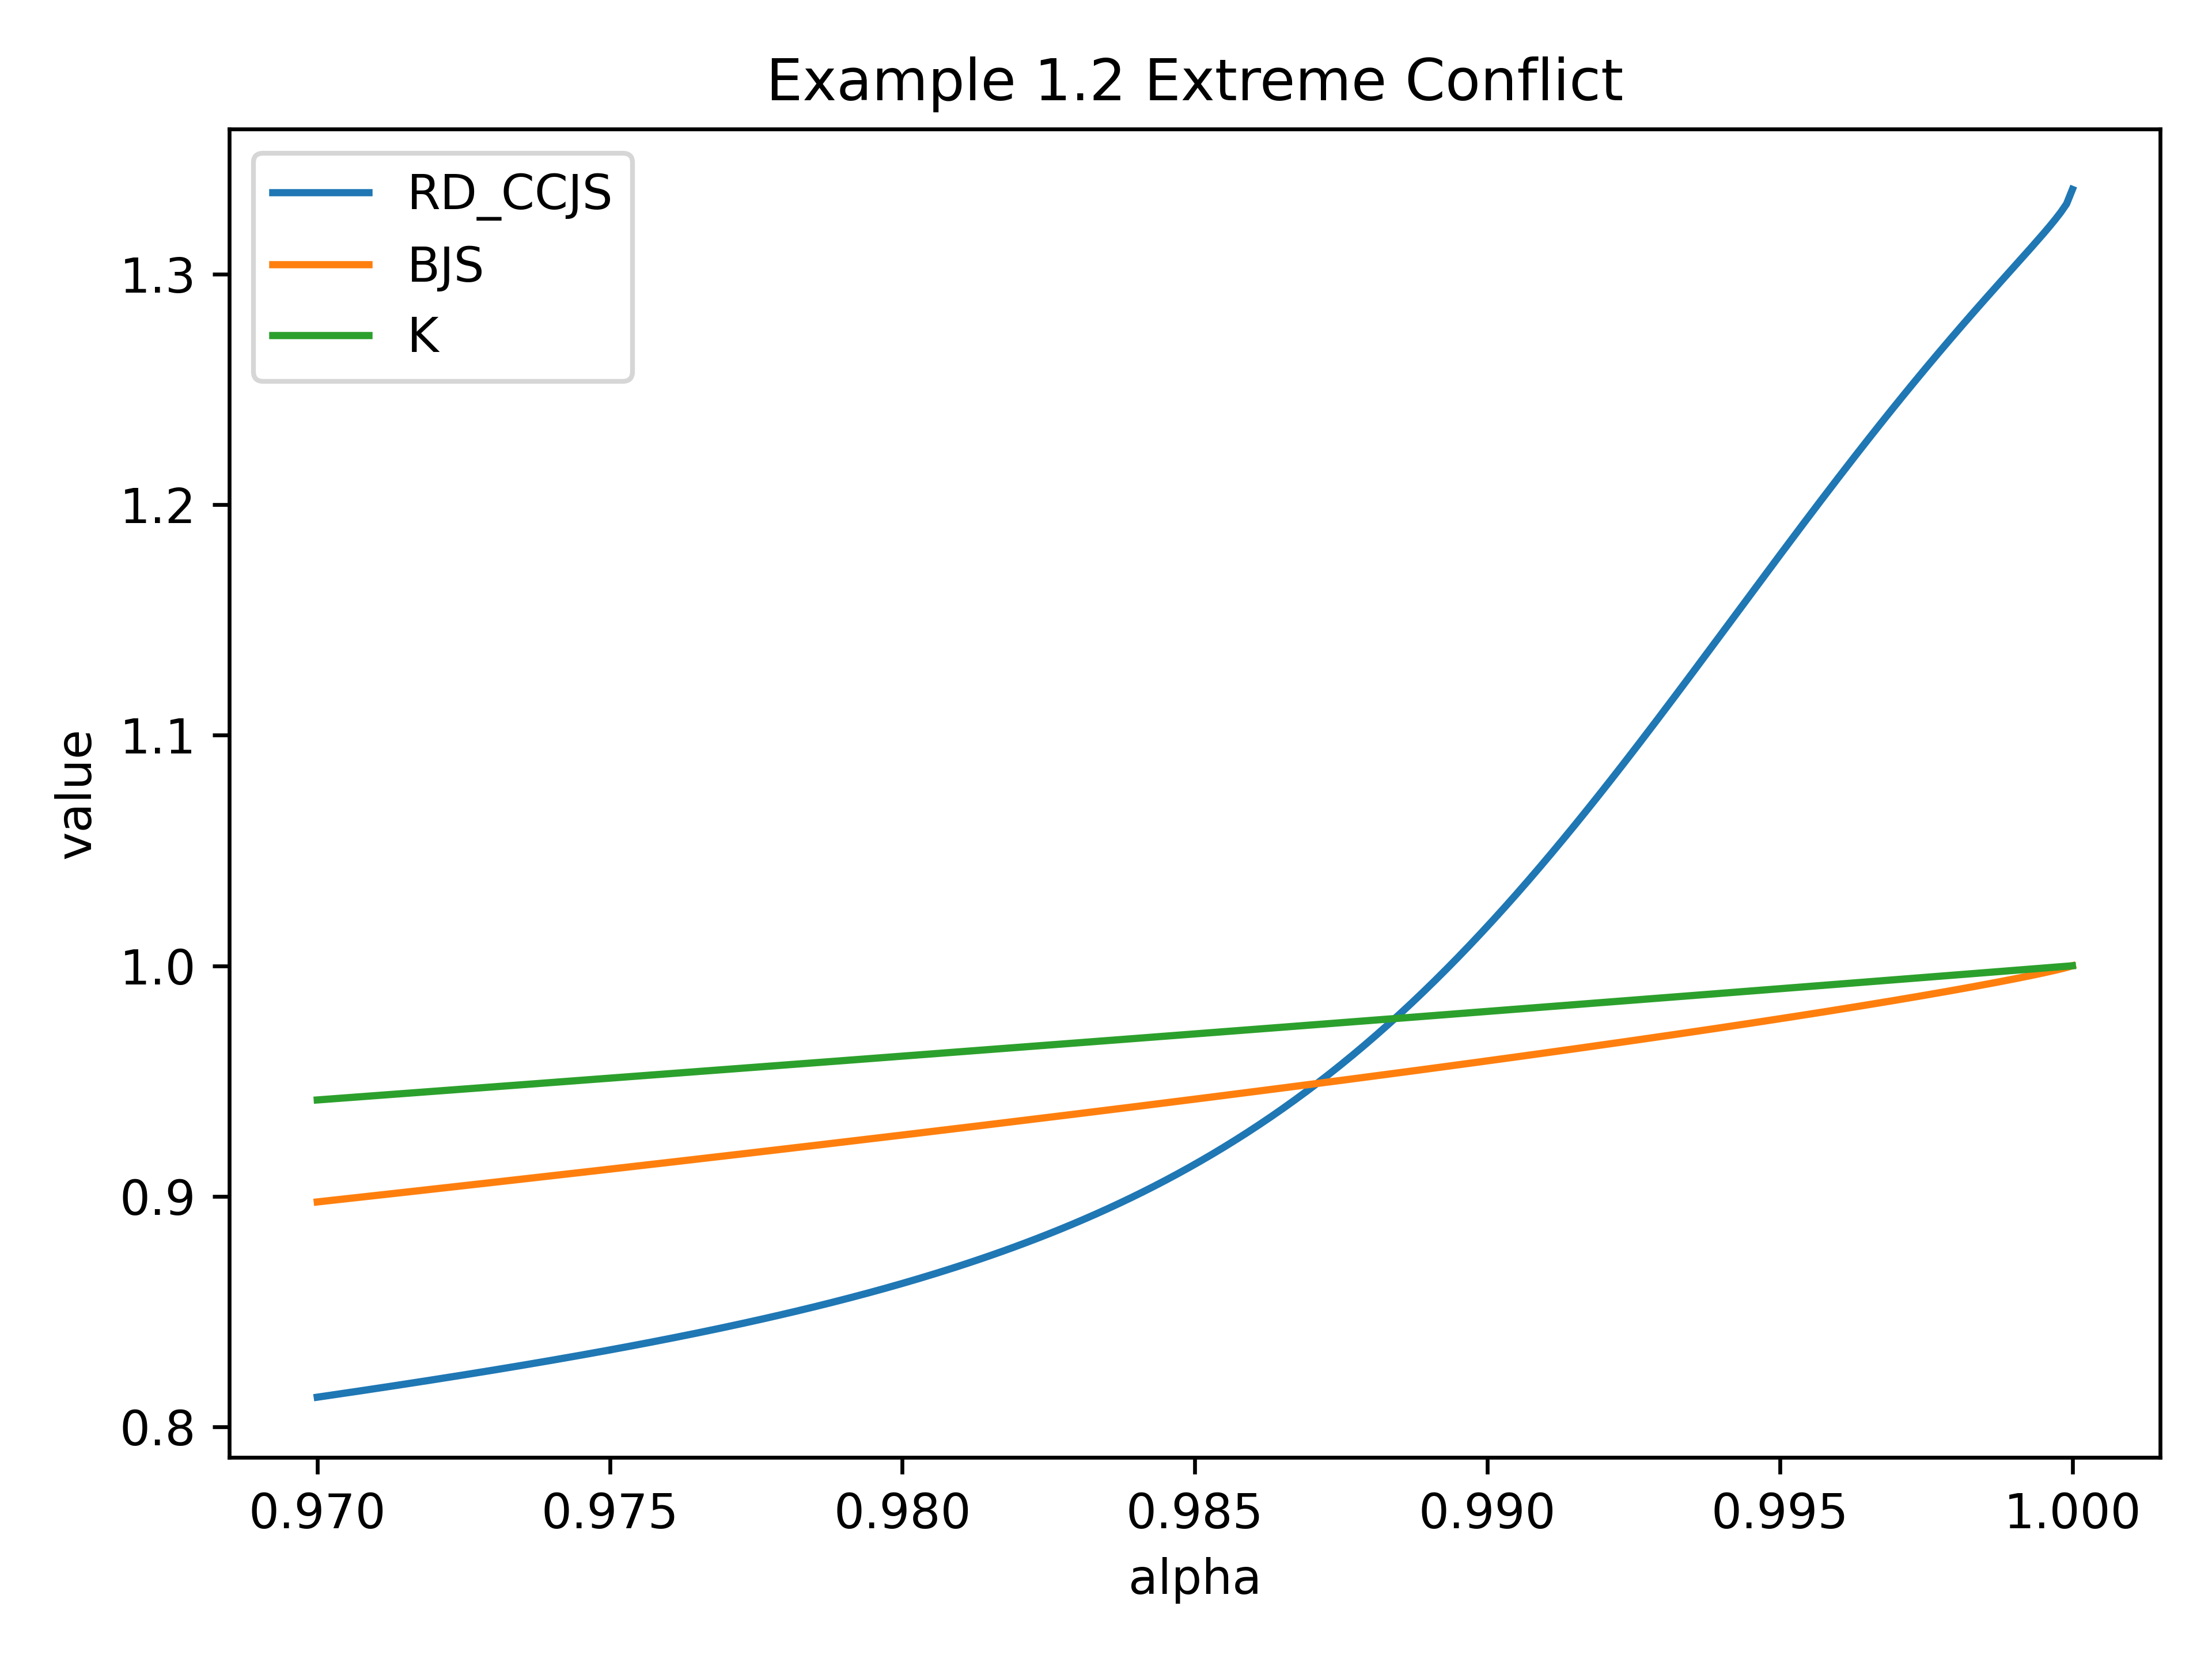 Example 1.2 Extreme Conflict
RD_CCJS
BJS
K
1.3
1.2
1.1
1.0
0.9
0.8
value
0.970 0.975 0.980 0.985 0.990 0.995 1.000
alpha